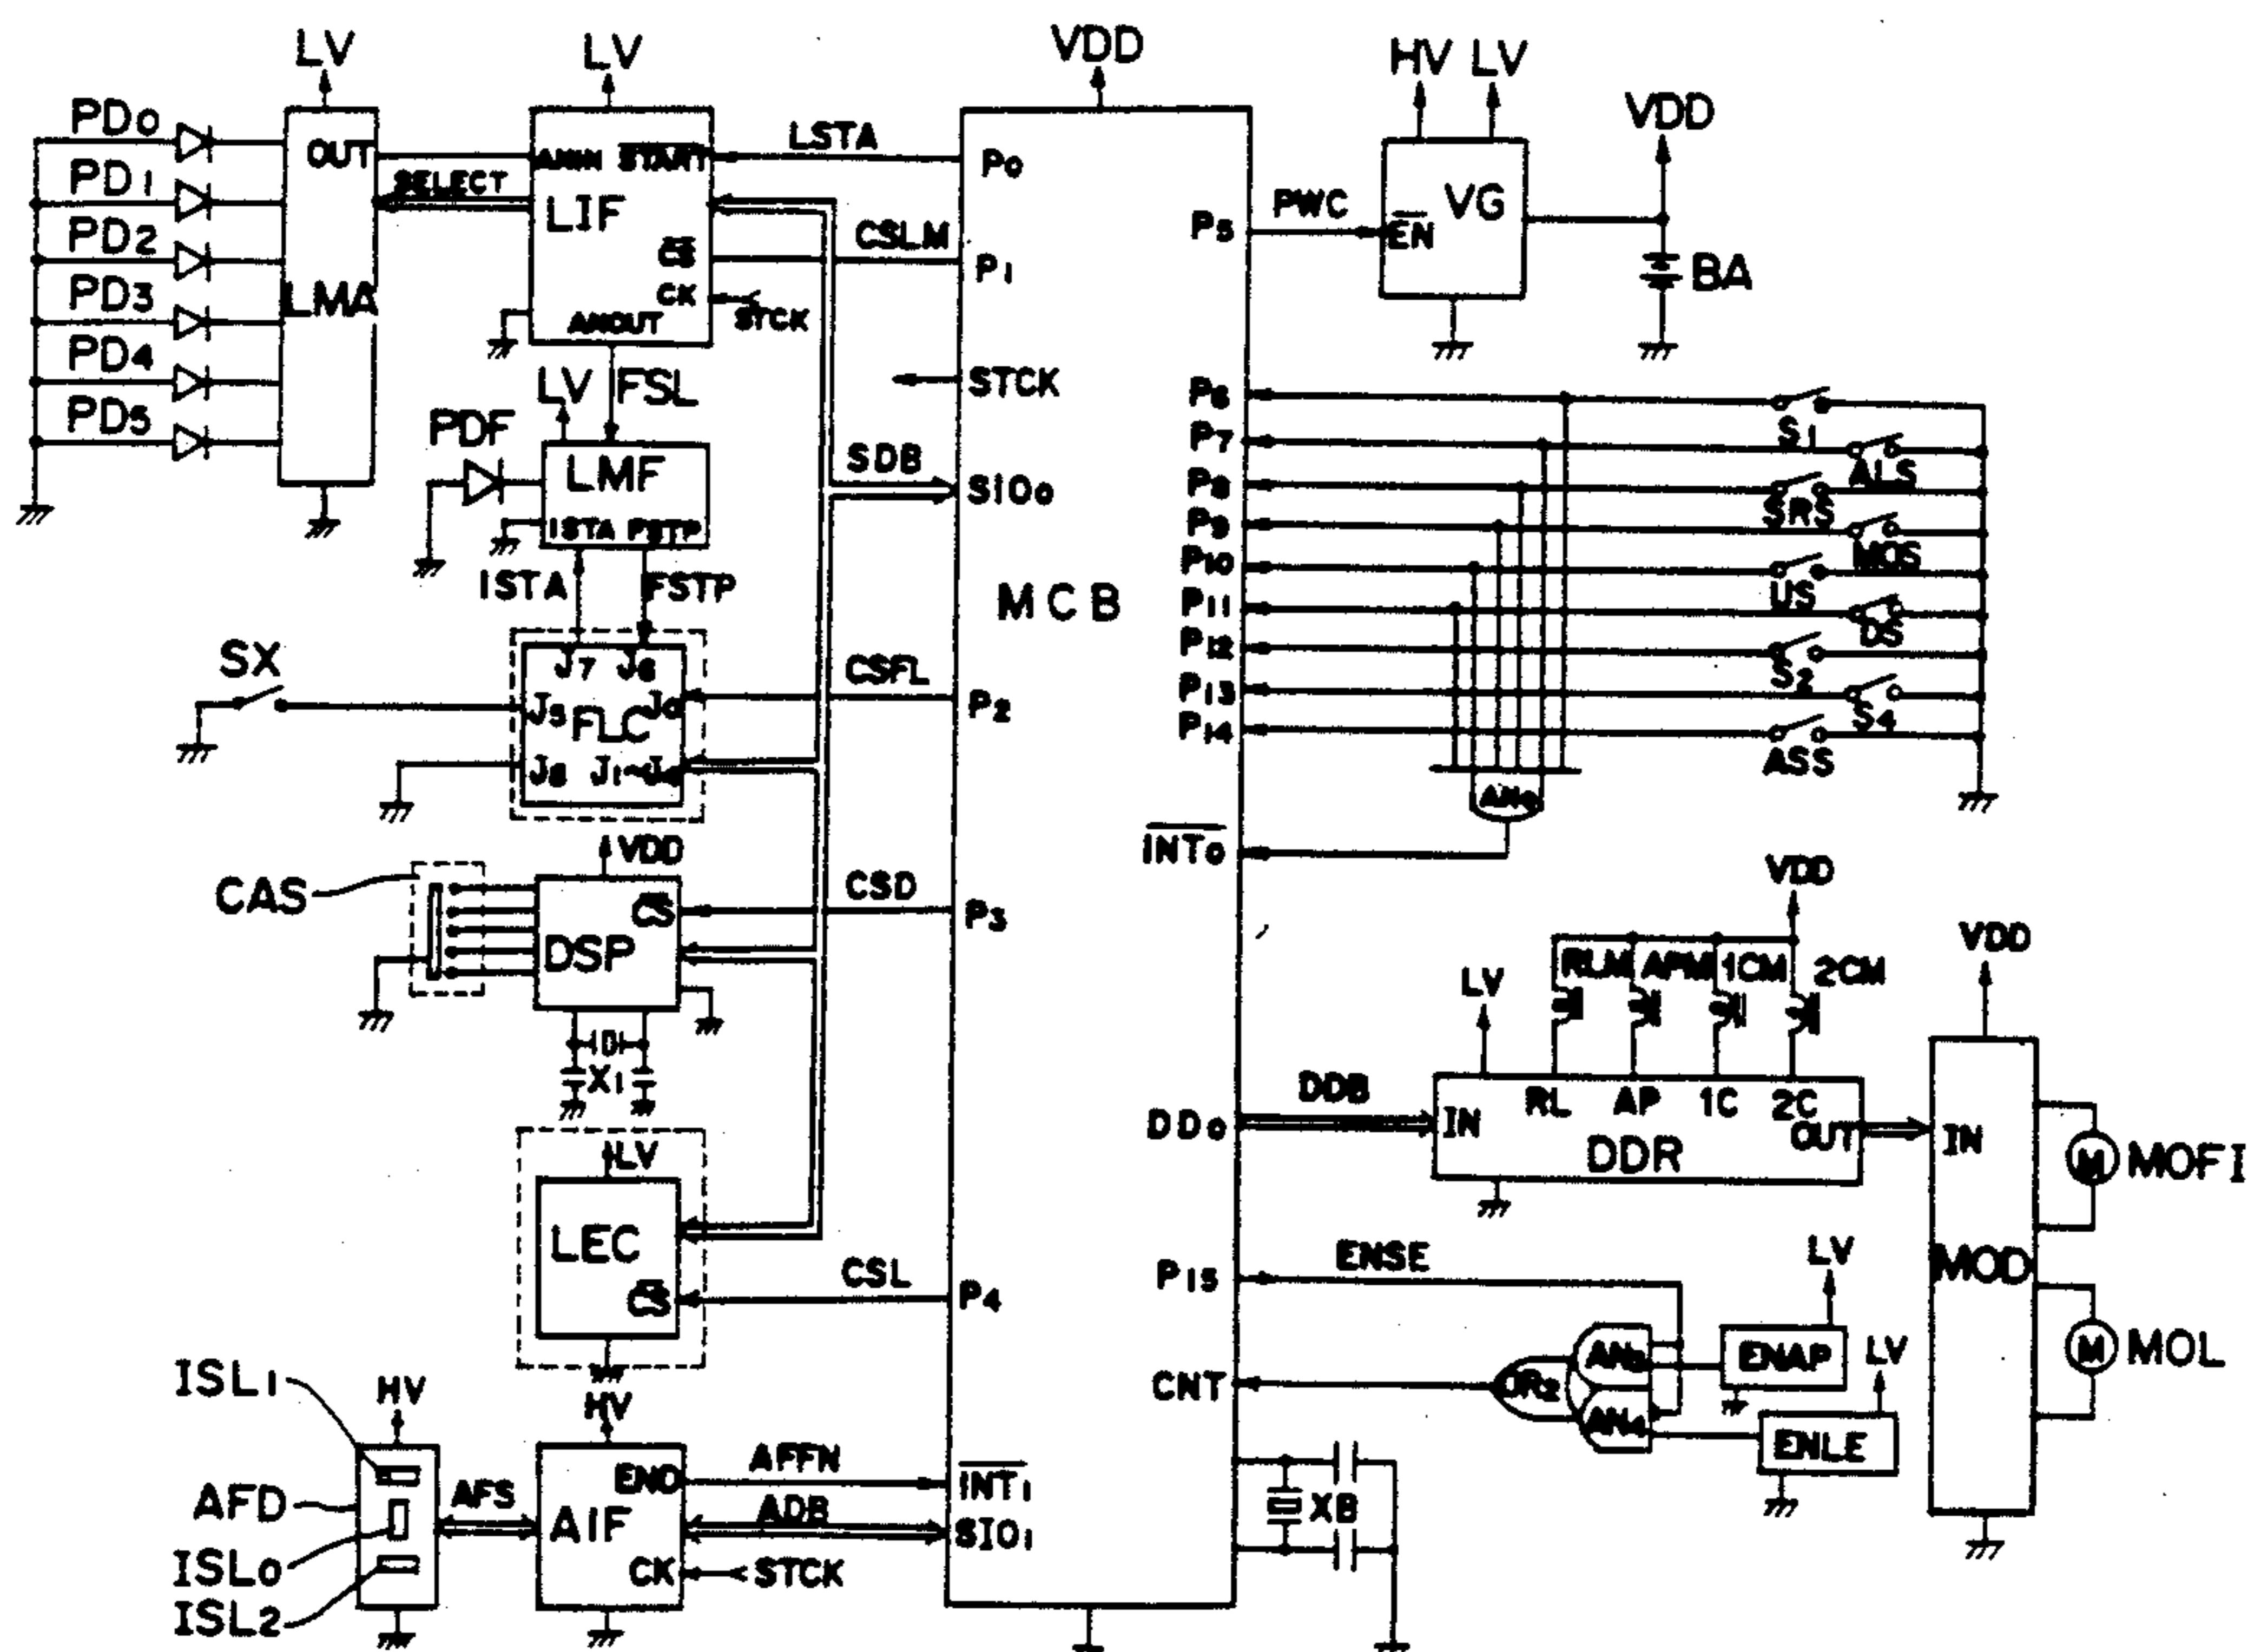 LV
LV
VDD
HV LV
VDD
PD0
PD1
PD2
PD3
PD4
PD5
OUT
SELECT
LMA
ANIN START
LIF
CS
CK
STCK
ANOUT
LSTA
P0
CSLM
P1
STCK
P5
PWC
EN
VG
BA
LV
FSL
PDF
LMF
ISTA FSTP
ISTA
FSTP
SDB
SIO0
MCB
P6
P7
P8
P9
P10
P11
P12
P13
P14
S1
ALS
SRS
MOS
US
DS
S2
S4
ASS
INT0
SX
J7 J6
J5 FLC J0
J8
CSFL
P2
VDD
CAS
CS
DSP
X1
CSD
P3
LV
LEC
CS
CSL
P4
VDD
RLM APM 1CM 2CM
LV
DDB
DD0
IN
RL AP 1C 2C
OUT
DDR
VDD
IN
MOD
MOFI
M
MOL
M
P15
ENSE
LV
ENAP
LV
ENLE
OR2
AN4
CNT
XB
ISL1
HV
HV
AFD
AFS
AIF
END
AFFN
INT1
ADB
SIO1
CK
STCK
ISL0
ISL2